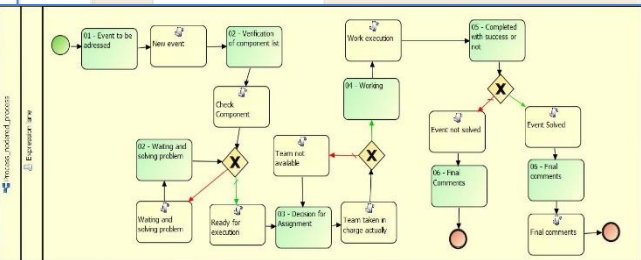 01 - Event to be
adressed
New event
02 - Verification
of component list
Check
Component
02 - Waiting and
solving problem
Waiting and
solving problem
Ready for
execution
03 - Decision for
Assignment
Team not
available
Team taken in
charge actually
04 - Working
Work execution
05 - Completed
with success or
not
Event not solved
06 - Final
Comments
Event Solved
06 - Final
comments
Final comments
Expression lane